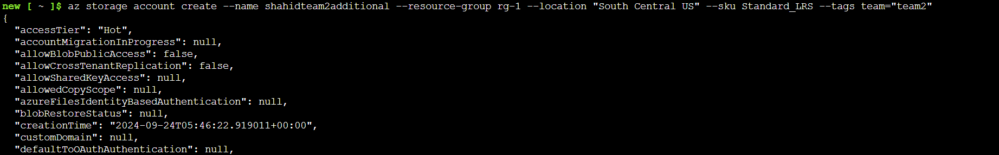 new [ ~ ]$ az storage account create --name shahidteam2additional --resource-group rg-1 --location "South Central US" --sku Standard_LRS --tags team="team2"
{
  "accessTier": "Hot",
  "accountMigrationInProgress": null,
  "allowBlobPublicAccess": false,
  "allowCrossTenantReplication": false,
  "allowSharedKeyAccess": null,
  "allowedCopyScope": null,
  "azureFilesIdentityBasedAuthentication": null,
  "blobRestoreStatus": null,
  "creationTime": "2024-09-24T05:46:22.919011+00:00",
  "customDomain": null,
  "defaultToOAuthAuthentication": null,